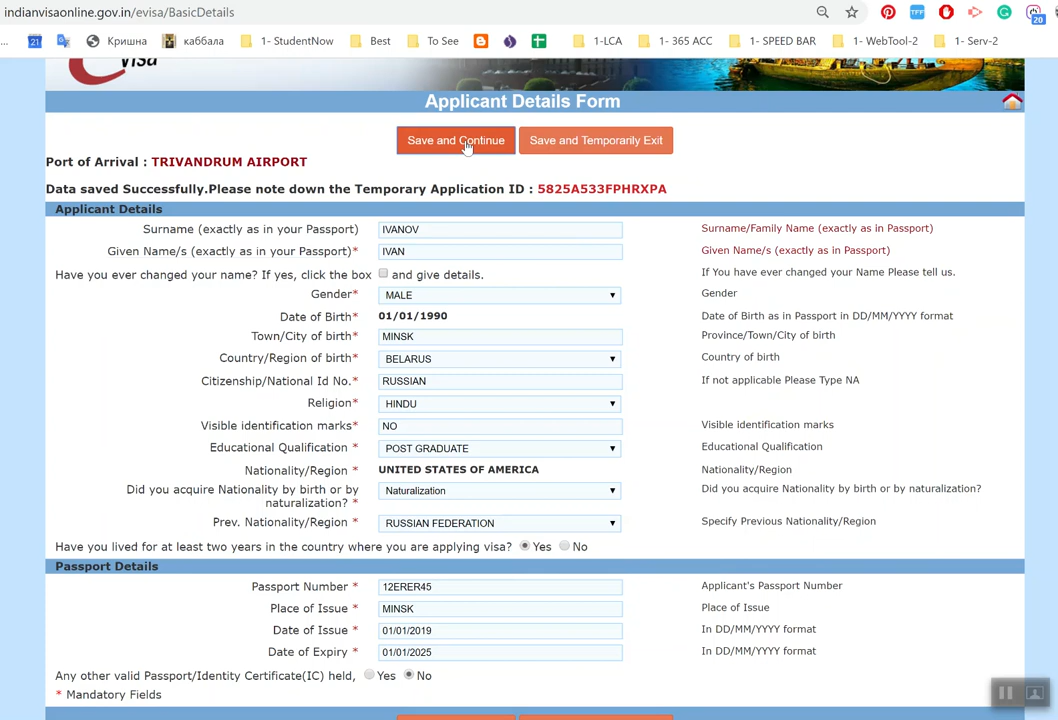 indianvisaonline.gov.in/evisa/BasicDetails
TFF
20
... 21 Кришна каббала 1- StudentNow Best To See 1-LCA 1- 365 ACC 1- SPEED BAR 1- WebTool-2 1- Serv-2
Visa
Applicant Details Form
Save and Continue Save and Temporarily Exit
Port of Arrival : TRIVANDRUM AIRPORT
Data saved Successfully.Please note down the Temporary Application ID : 5825A533FPHRXPA
Applicant Details
Surname (exactly as in your Passport) IVANOV Surname/Family Name (exactly as in Passport)
Given Name/s (exactly as in your Passport)* IVAN Given Name/s (exactly as in Passport)
Have you ever changed your name? If yes, click the box and give details. If You have ever changed your Name Please tell us.
Gender* MALE Gender
Date of Birth* 01/01/1990 Date of Birth as in Passport in DD/MM/YYYY format
Town/City of birth* MINSK Province/Town/City of birth
Country/Region of birth* BELARUS Country of birth
Citizenship/National Id No.* RUSSIAN If not applicable Please Type NA
Religion* HINDU
Visible identification marks* NO Visible identification marks
Educational Qualification * POST GRADUATE Educational Qualification
Nationality/Region * UNITED STATES OF AMERICA Nationality/Region
Did you acquire Nationality by birth or by naturalization? * Naturalization Did you acquire Nationality by birth or by naturalization?
Prev. Nationality/Region * RUSSIAN FEDERATION Specify Previous Nationality/Region
Have you lived for at least two years in the country where you are applying visa? Yes No
Passport Details
Passport Number * 12ERER45 Applicant's Passport Number
Place of Issue * MINSK Place of Issue
Date of Issue * 01/01/2019 In DD/MM/YYYY format
Date of Expiry * 01/01/2025 In DD/MM/YYYY format
Any other valid Passport/Identity Certificate(IC) held, Yes No
* Mandatory Fields